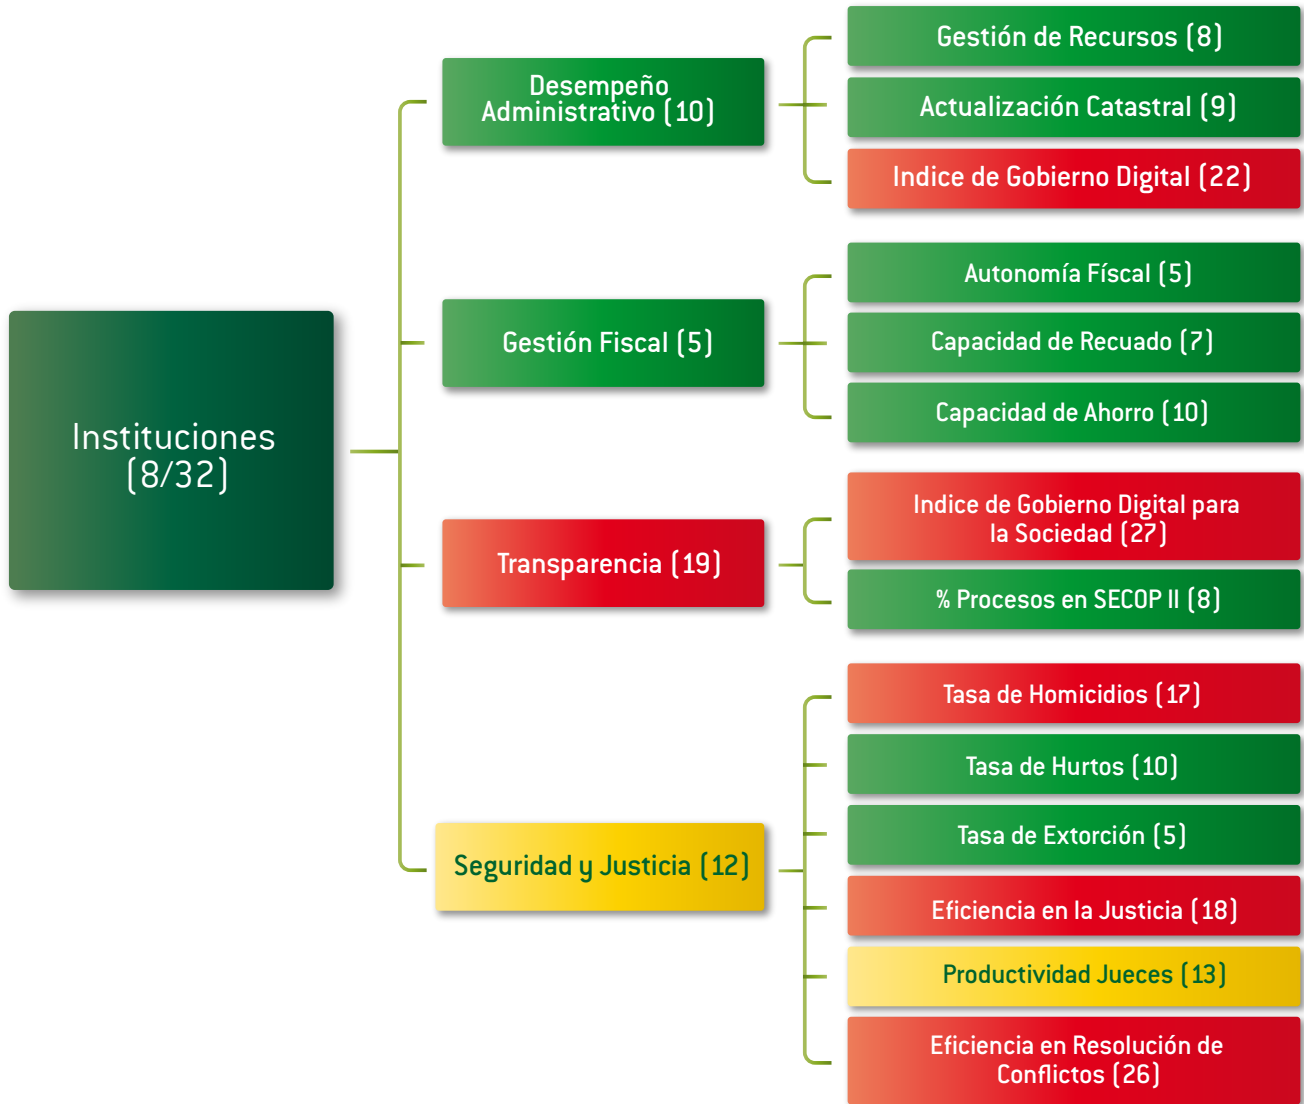 Instituciones
(8/32)
Desempeño
Administrativo (10)
Gestión de Recursos (8)
Actualización Catastral (9)
Indice de Gobierno Digital (22)
Gestión Fiscal (5)
Autonomía Físcal (5)
Capacidad de Recuado (7)
Capacidad de Ahorro (10)
Transparencia (19)
Indice de Gobierno Digital para
la Sociedad (27)
% Procesos en SECOP II (8)
Seguridad y Justicia (12)
Tasa de Homicidios (17)
Tasa de Hurtos (10)
Tasa de Extorción (5)
Eficiencia en la Justicia (18)
Productividad Jueces (13)
Eficiencia en Resolución de
Conflictos (26)